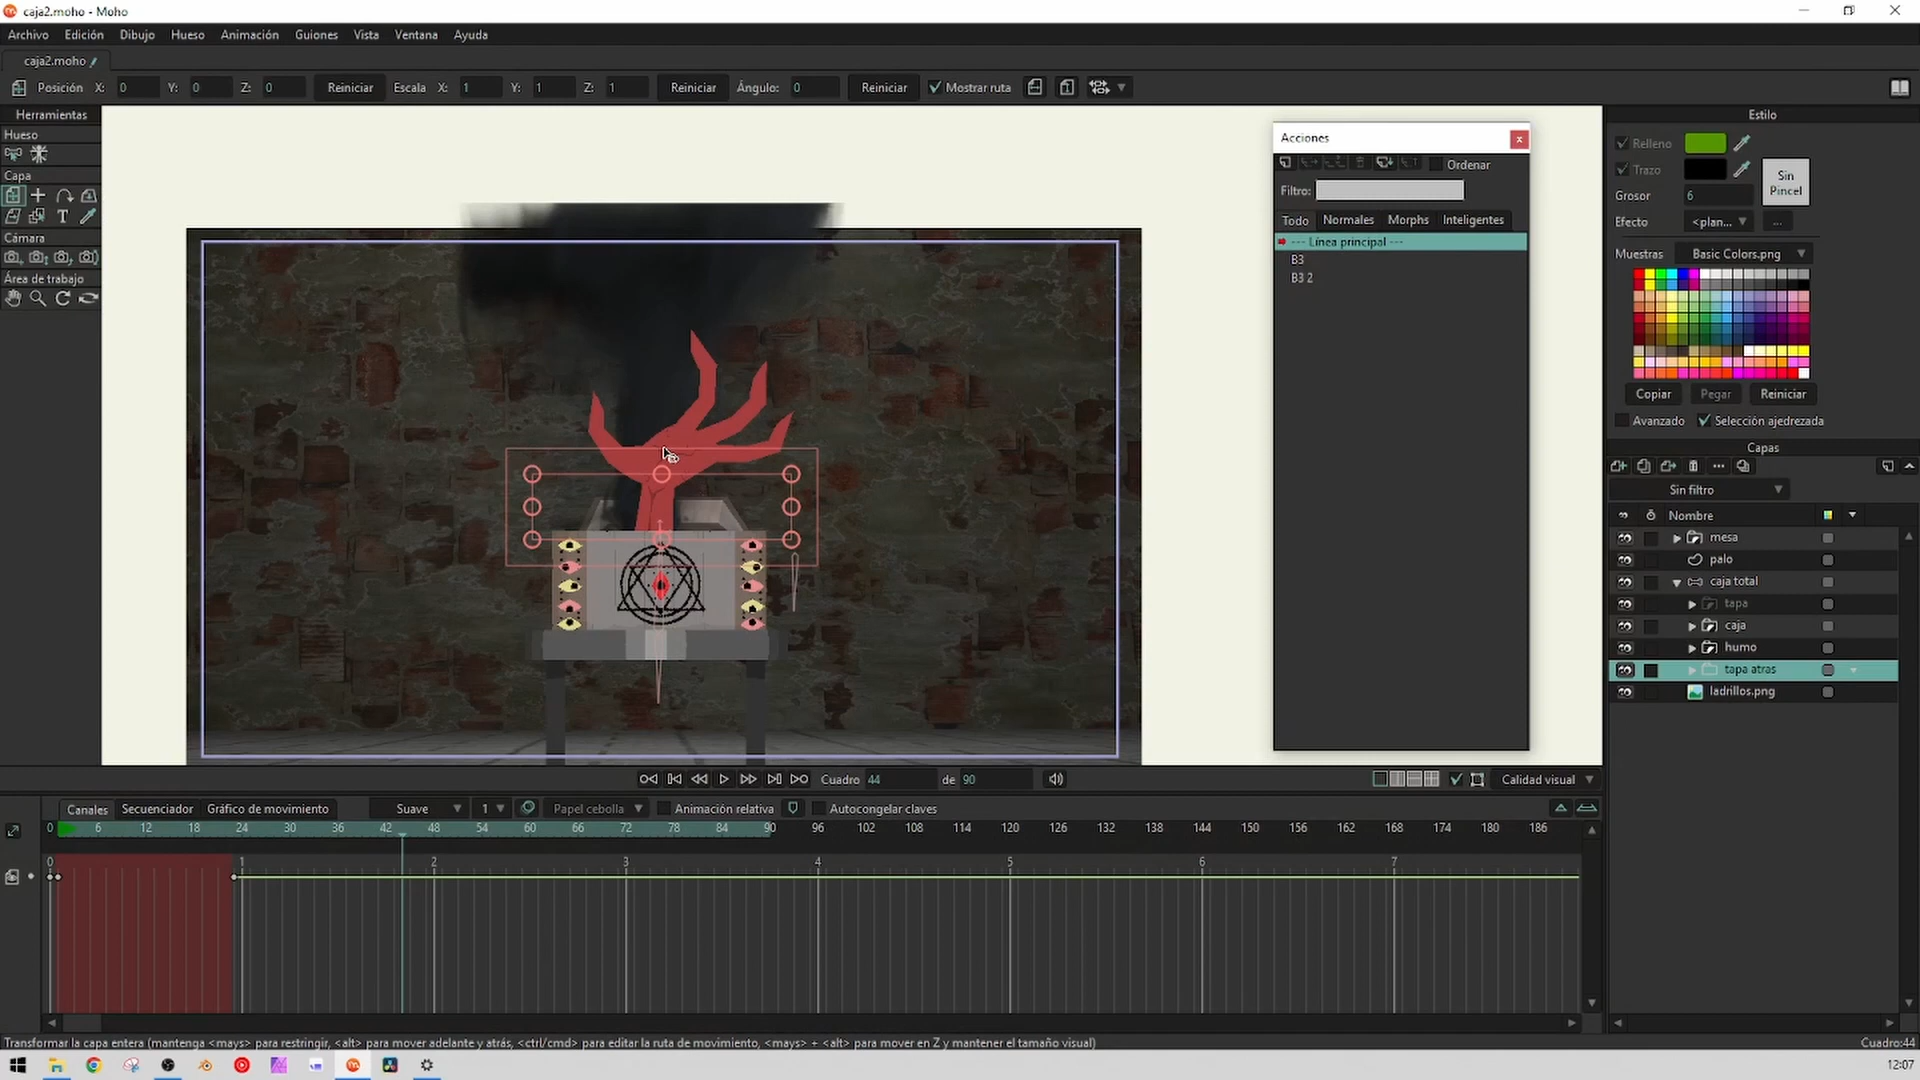 caja2.moho - Moho
Archivo Edición Dibujo Hueso Animación Guiones Vista Ventana Ayuda
caja2.moho
Posición X: 0 Y: 0 Z: 0 Reiniciar Escala X: 1 Y: 1 Z: 1 Reiniciar Ángulo: 0 Reiniciar Mostrar ruta
Herramientas
Hueso
Capa
Cámara
Área de trabajo
Acciones
Ordenar
Filtro:
Todo Normales Morphs Inteligentes
--- Línea principal ---
B3
B3 2
Estilo
Relleno
Trazo
Sin
Pincel
Grosor 6
Efecto <plan... ...
Muestras Basic Colors.png
Copiar Pegar Reiniciar
Avanzado Selección ajedrezada
Capas
Sin filtro
Nombre
mesa
palo
caja total
tapa
caja
humo
tapa atras
ladrillos.png
Cuadro 44 de 90 Calidad visual
Canales Secuenciador Gráfico de movimiento Suave 1 Papel cebolla Animación relativa Autocongelar claves
0 6 12 18 24 30 36 42 48 54 60 66 72 78 84 90 96 102 108 114 120 126 132 138 144 150 156 162 168 174 180 186
0 1 2 3 4 5 6 7
Transformar la capa entera (mantenga <mays> para restringir, <alt> para mover adelante y atrás, <ctrl/cmd> para editar la ruta de movimiento, <mays> + <alt> para mover en Z y mantener el tamaño visual)
Cuadro:44
12:07